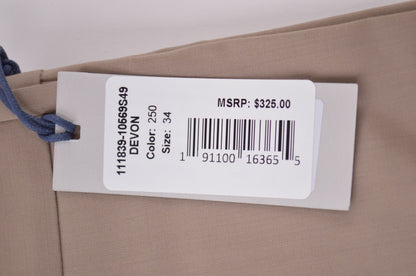 111839-10669S49
DEVON
Color: 250
Size: 34
MSRP: $325.00
1 91100 16365 5